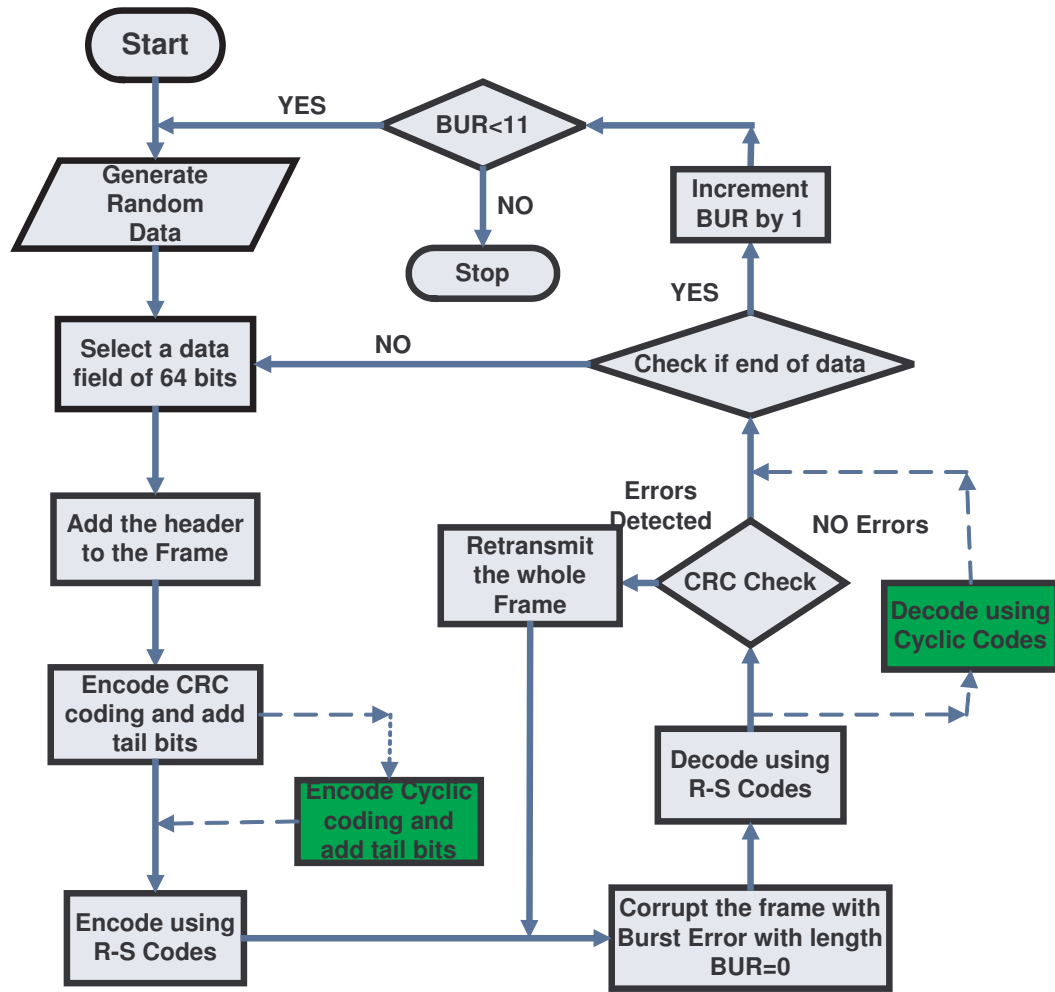 Start
YES
BUR<11
Generate
Random
Data
NO
Stop
Increment
BUR by 1
YES
Select a data
field of 64 bits
NO
Check if end of data
Errors
Detected
NO Errors
Add the header
to the Frame
Retransmit
the whole
Frame
CRC Check
Decode using
Cyclic Codes
Encode CRC
coding and add
tail bits
Encode Cyclic
coding and
add tail bits
Decode using
R-S Codes
Encode using
R-S Codes
Corrupt the frame with
Burst Error with length
BUR=0